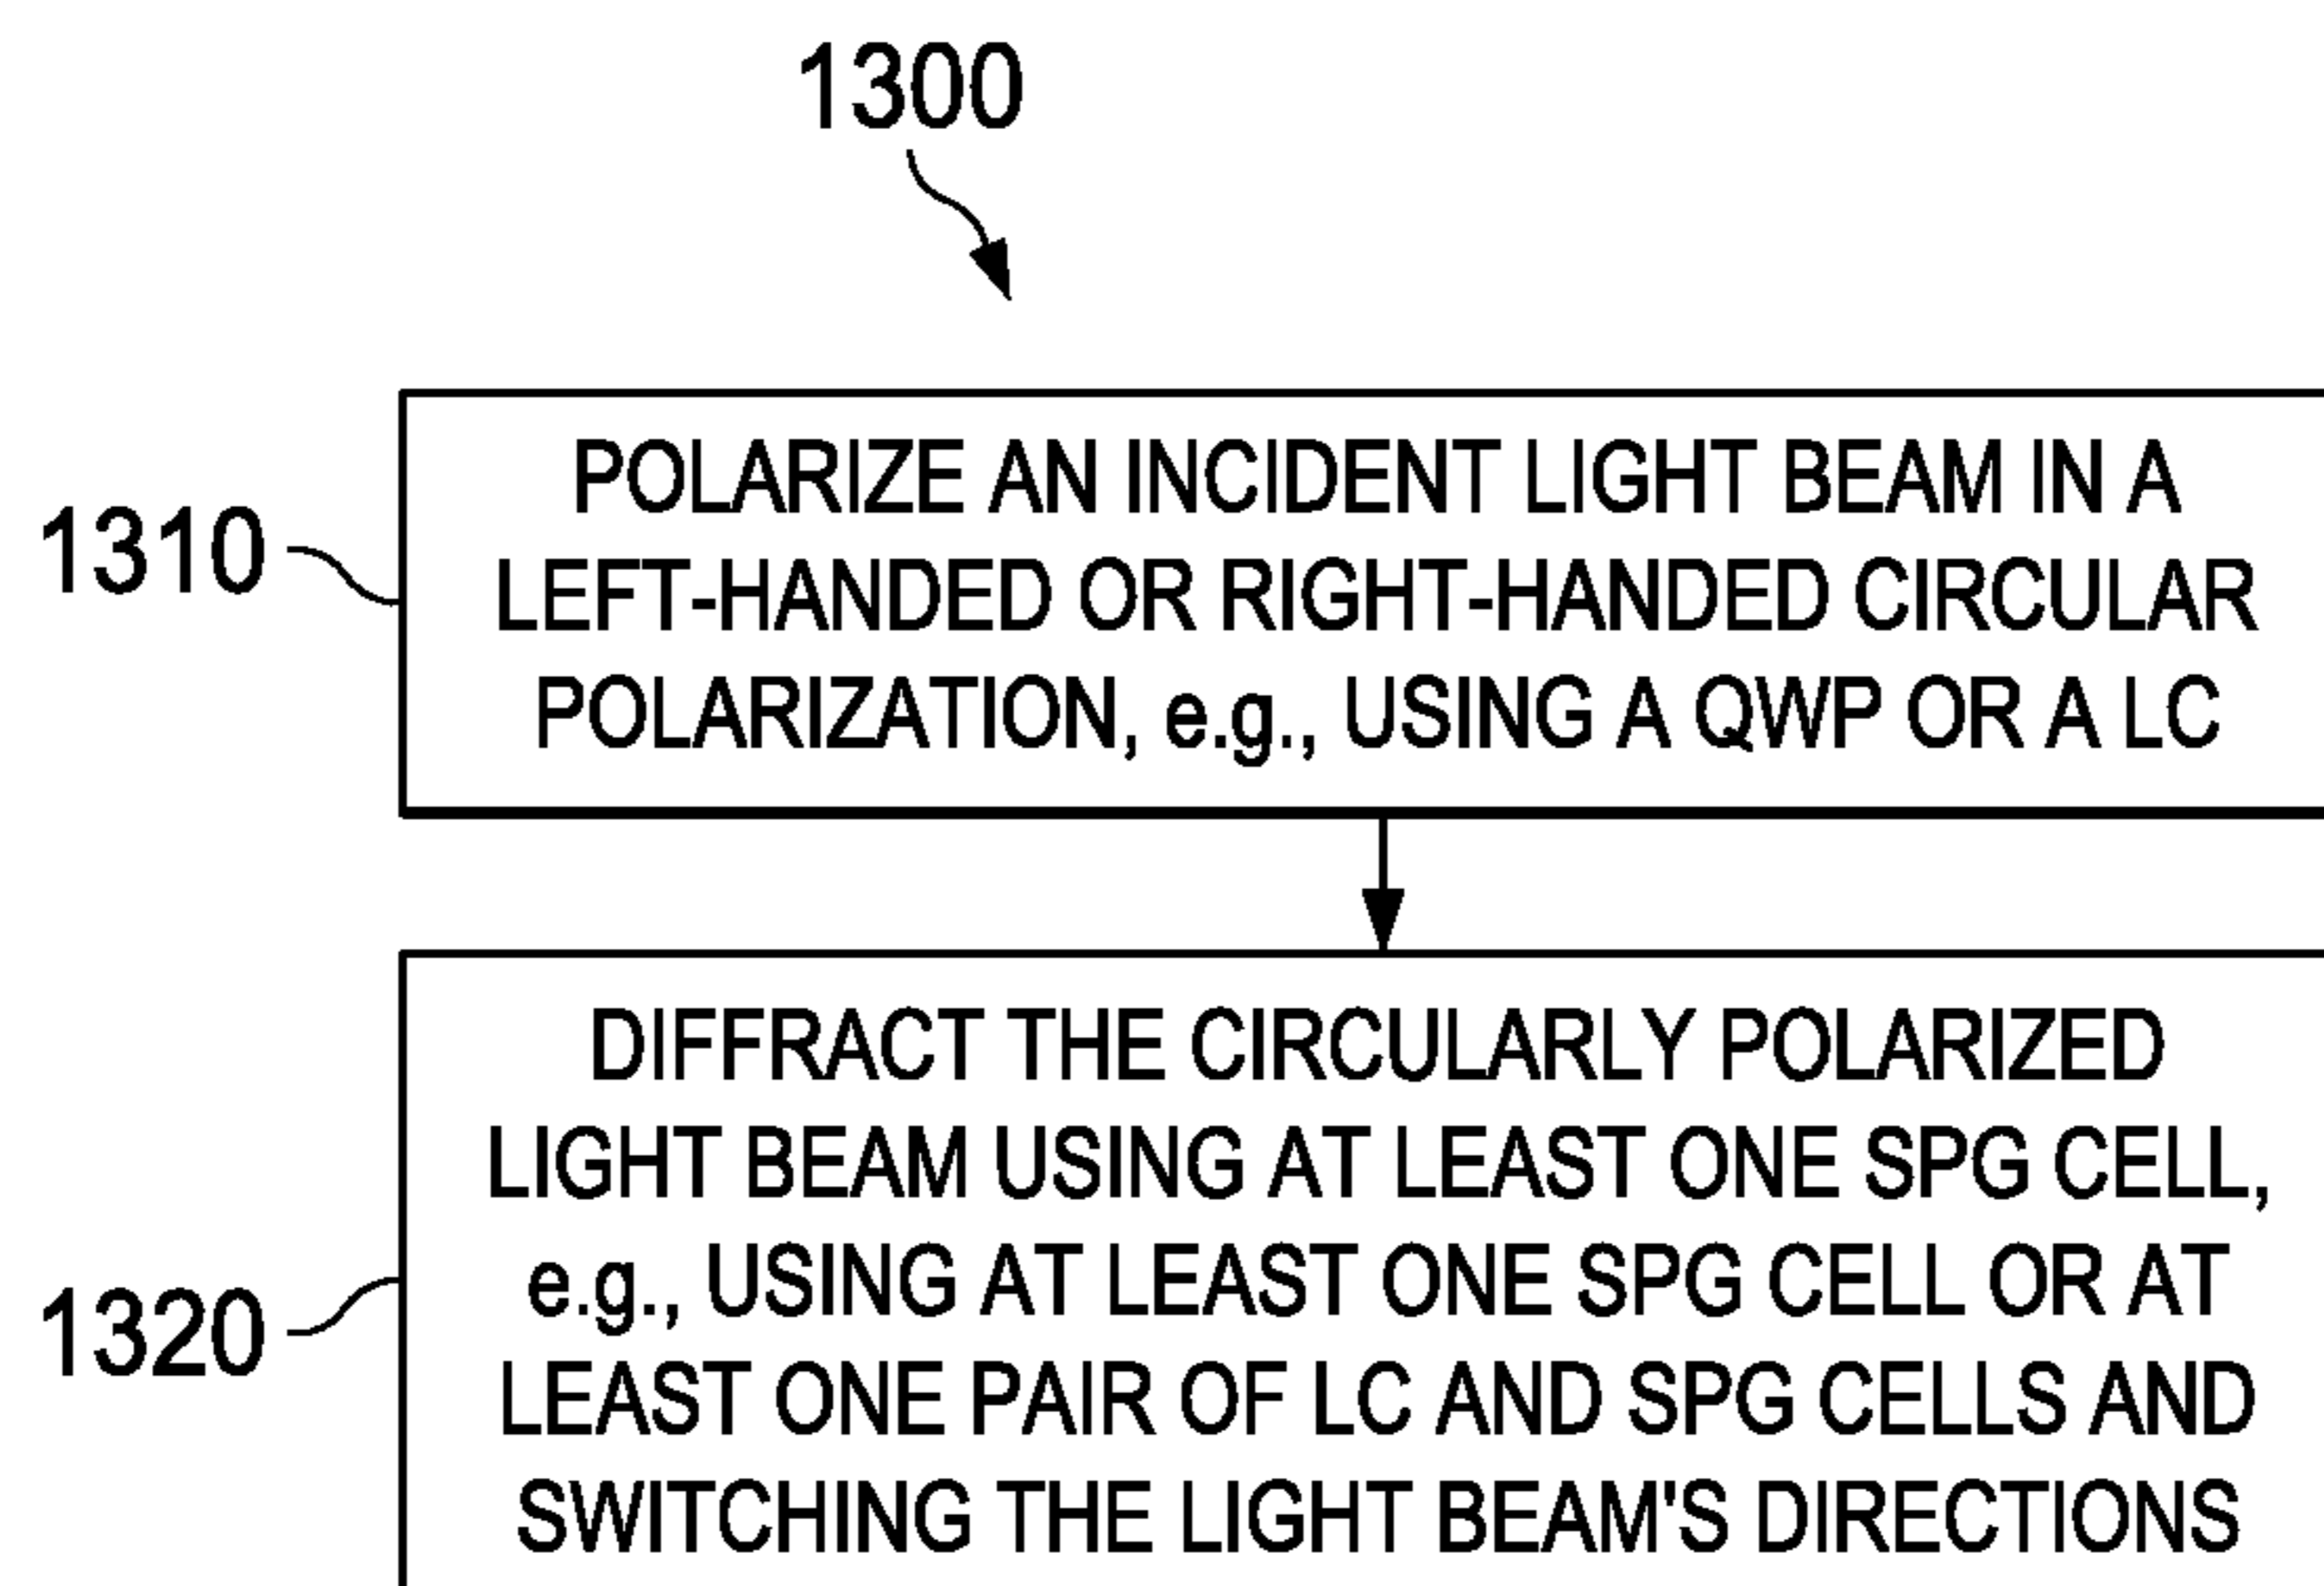 1300
1310
POLARIZE AN INCIDENT LIGHT BEAM IN A
LEFT-HANDED OR RIGHT-HANDED CIRCULAR
POLARIZATION, e.g., USING A QWP OR A LC
1320
DIFFRACT THE CIRCULARLY POLARIZED
LIGHT BEAM USING AT LEAST ONE SPG CELL,
e.g., USING AT LEAST ONE SPG CELL OR AT
LEAST ONE PAIR OF LC AND SPG CELLS AND
SWITCHING THE LIGHT BEAM'S DIRECTIONS